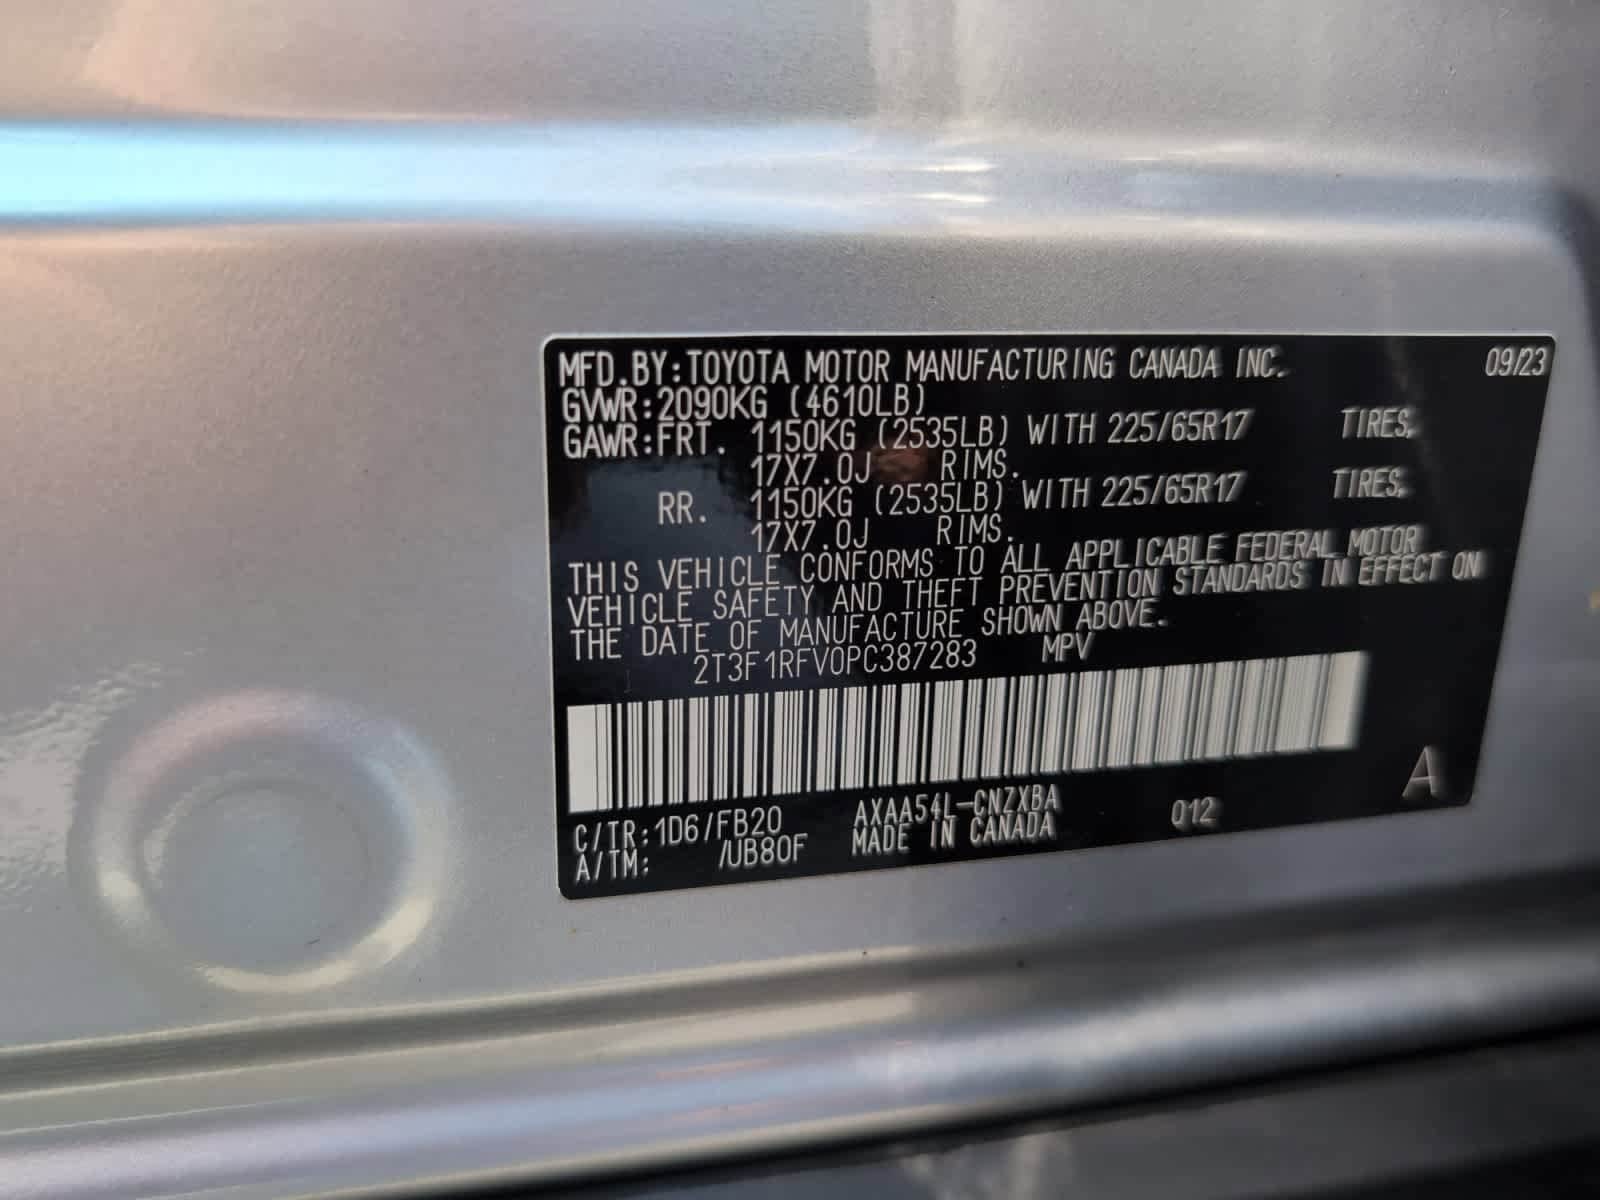 MFD.BY:TOYOTA MOTOR MANUFACTURING CANADA INC. 09/23
GVWR:2090KG (4610LB)
GAWR:FRT. 1150KG (2535LB) WITH 225/65R17 TIRES,
17X7.0J RIMS.
RR. 1150KG (2535LB) WITH 225/65R17 TIRES,
17X7.0J RIMS.
THIS VEHICLE CONFORMS TO ALL APPLICABLE FEDERAL MOTOR
VEHICLE SAFETY AND THEFT PREVENTION STANDARDS IN EFFECT ON
THE DATE OF MANUFACTURE SHOWN ABOVE.
2T3F1RFV0PC387283 MPV
A
C/TR:1D6/FB20 AXAA54L-CNZXBA 012
A/TM: /UB80F MADE IN CANADA